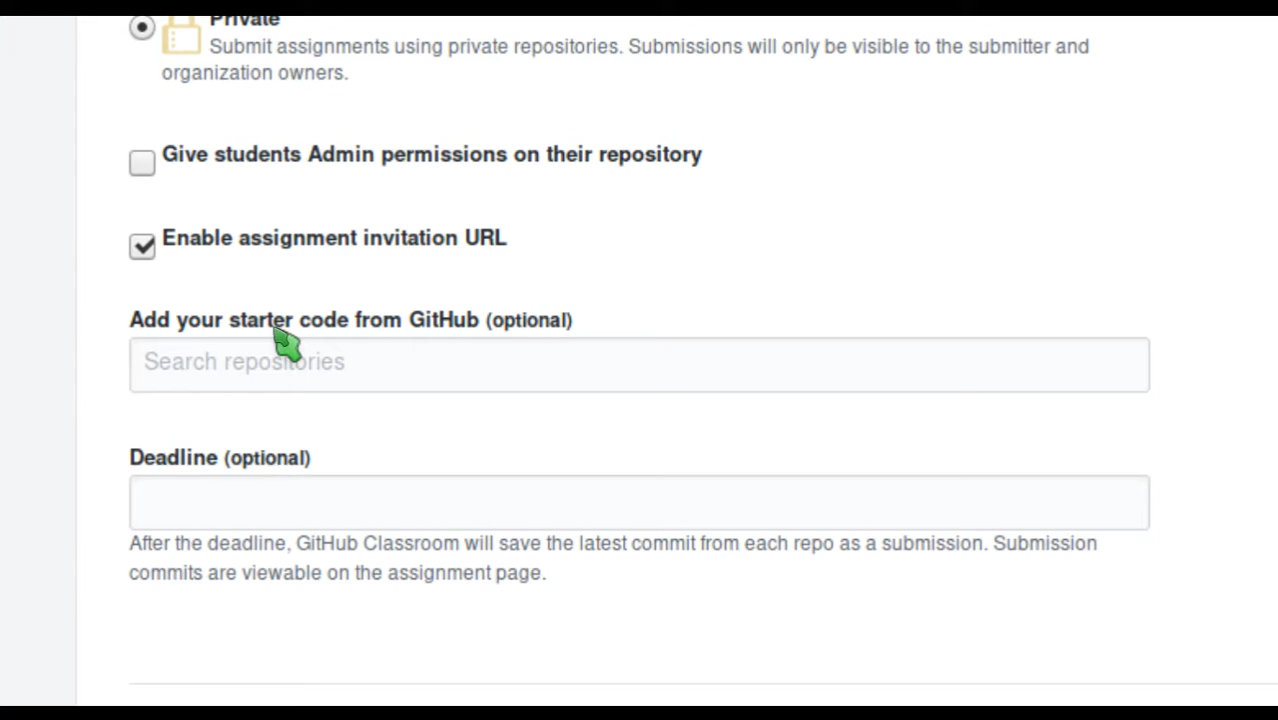 Private
Submit assignments using private repositories. Submissions will only be visible to the submitter and
organization owners.
Give students Admin permissions on their repository
Enable assignment invitation URL
Add your starter code from GitHub (optional)
Search repositories
Deadline (optional)
After the deadline, GitHub Classroom will save the latest commit from each repo as a submission. Submission
commits are viewable on the assignment page.